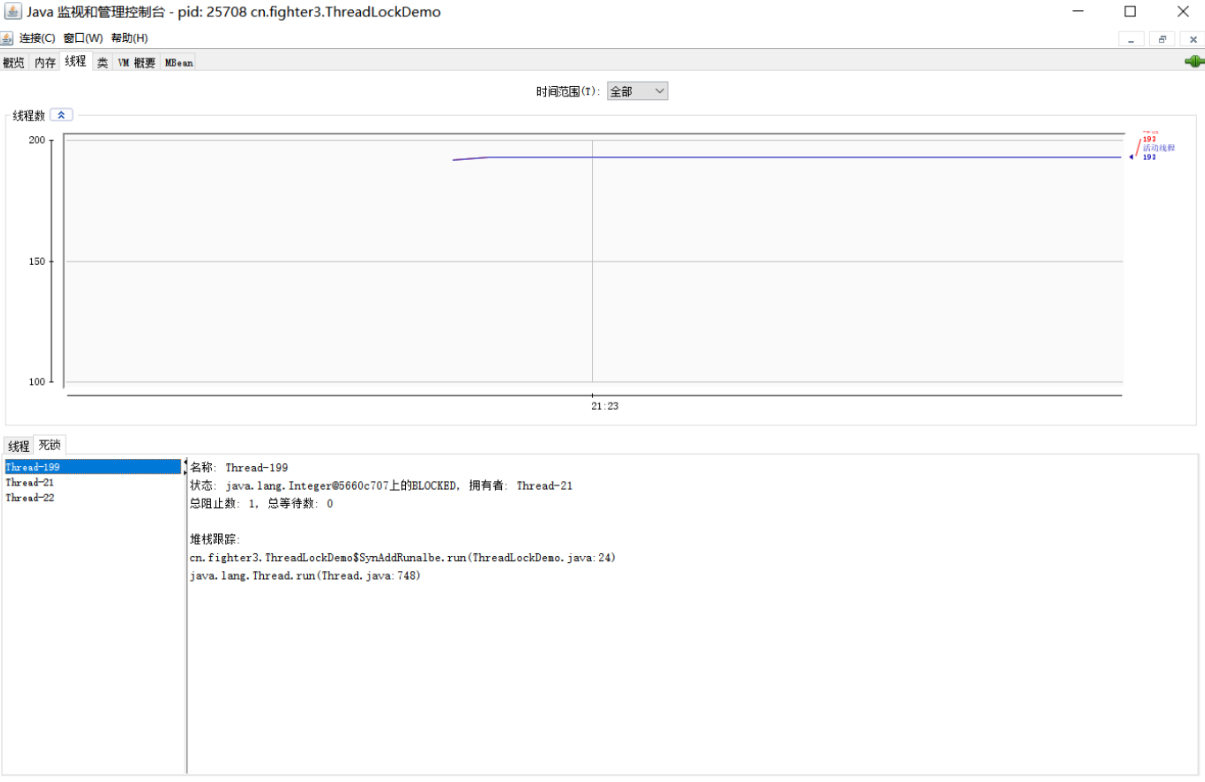 Java 监视和管理控制台 - pid: 25708 cn.fighter3.ThreadLockDemo
连接(C) 窗口(W) 帮助(H)
概览 内存 线程 类 VM 概要 MBean
时间范围(T): 全部
线程数
200
150
100
193
活动线程
193
21:23
线程 死锁
Thread-199
Thread-21
Thread-22
名称: Thread-199
状态: java.lang.Integer@5660c707上的BLOCKED, 拥有者: Thread-21
总阻止数: 1, 总等待数: 0
堆栈跟踪:
cn.fighter3.ThreadLockDemo$SynAddRunalbe.run(ThreadLockDemo.java:24)
java.lang.Thread.run(Thread.java:748)